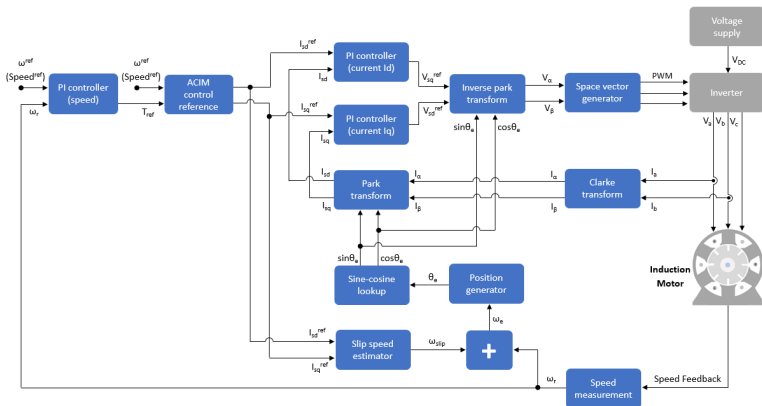 Voltage
supply
V_DC
ω^ref
(Speed^ref)
ω_r
PI controller
(speed)
ω^ref
(Speed^ref)
T_ref
ACIM
control
reference
I_sd^ref
I_sd
PI controller
(current Id)
V_sq^ref
I_sq^ref
I_sq
PI controller
(current Iq)
V_sd^ref
Inverse park
transform
sinθ_e
cosθ_e
V_α
V_β
Space vector
generator
PWM
Inverter
V_a
V_b
V_c
I_sd
I_sq
Park
transform
I_α
I_β
I_α
I_β
Clarke
transform
I_a
I_b
sinθ_e
cosθ_e
Sine-cosine
lookup
θ_e
Position
generator
Induction
Motor
ω_e
I_sd^ref
I_sq^ref
Slip speed
estimator
ω_slip
+
ω_r
Speed
measurement
Speed Feedback